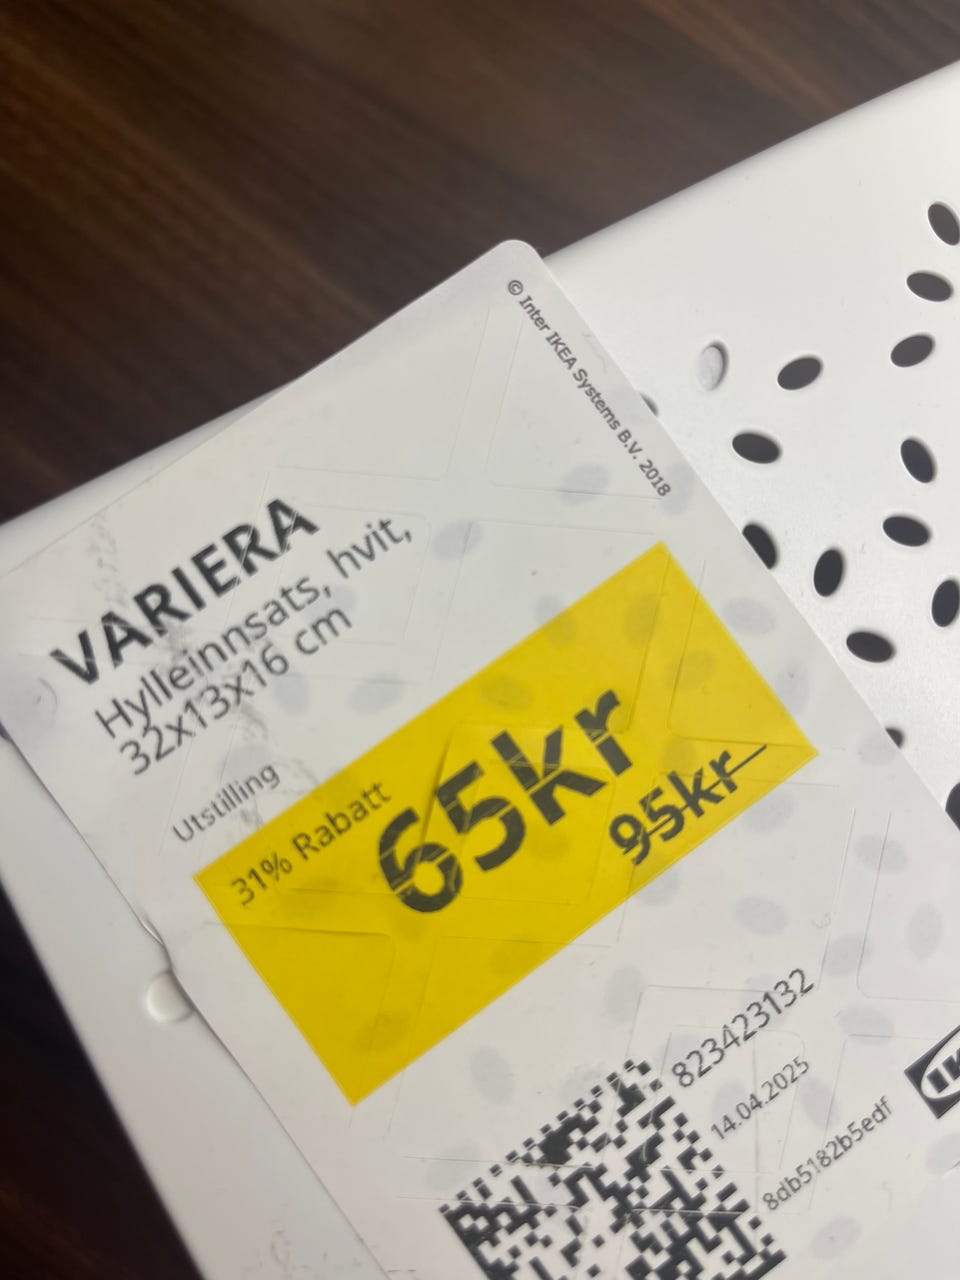 © Inter IKEA Systems B.V. 2018
VARIERA
Hylleinnsats, hvit,
32x13x16 cm
Utstilling
31% Rabatt
65kr
95kr
823423132
14.04.2025
8db5182b5edf